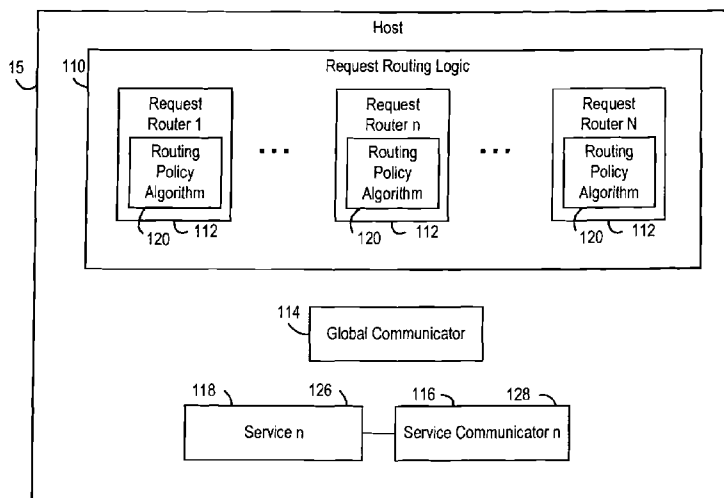 Host
15
110
Request Routing Logic
Request
Router 1
Routing
Policy
Algorithm
120
112
...
Request
Router n
Routing
Policy
Algorithm
120
112
...
Request
Router N
Routing
Policy
Algorithm
120
112
114
Global Communicator
118
126
Service n
116
128
Service Communicator n